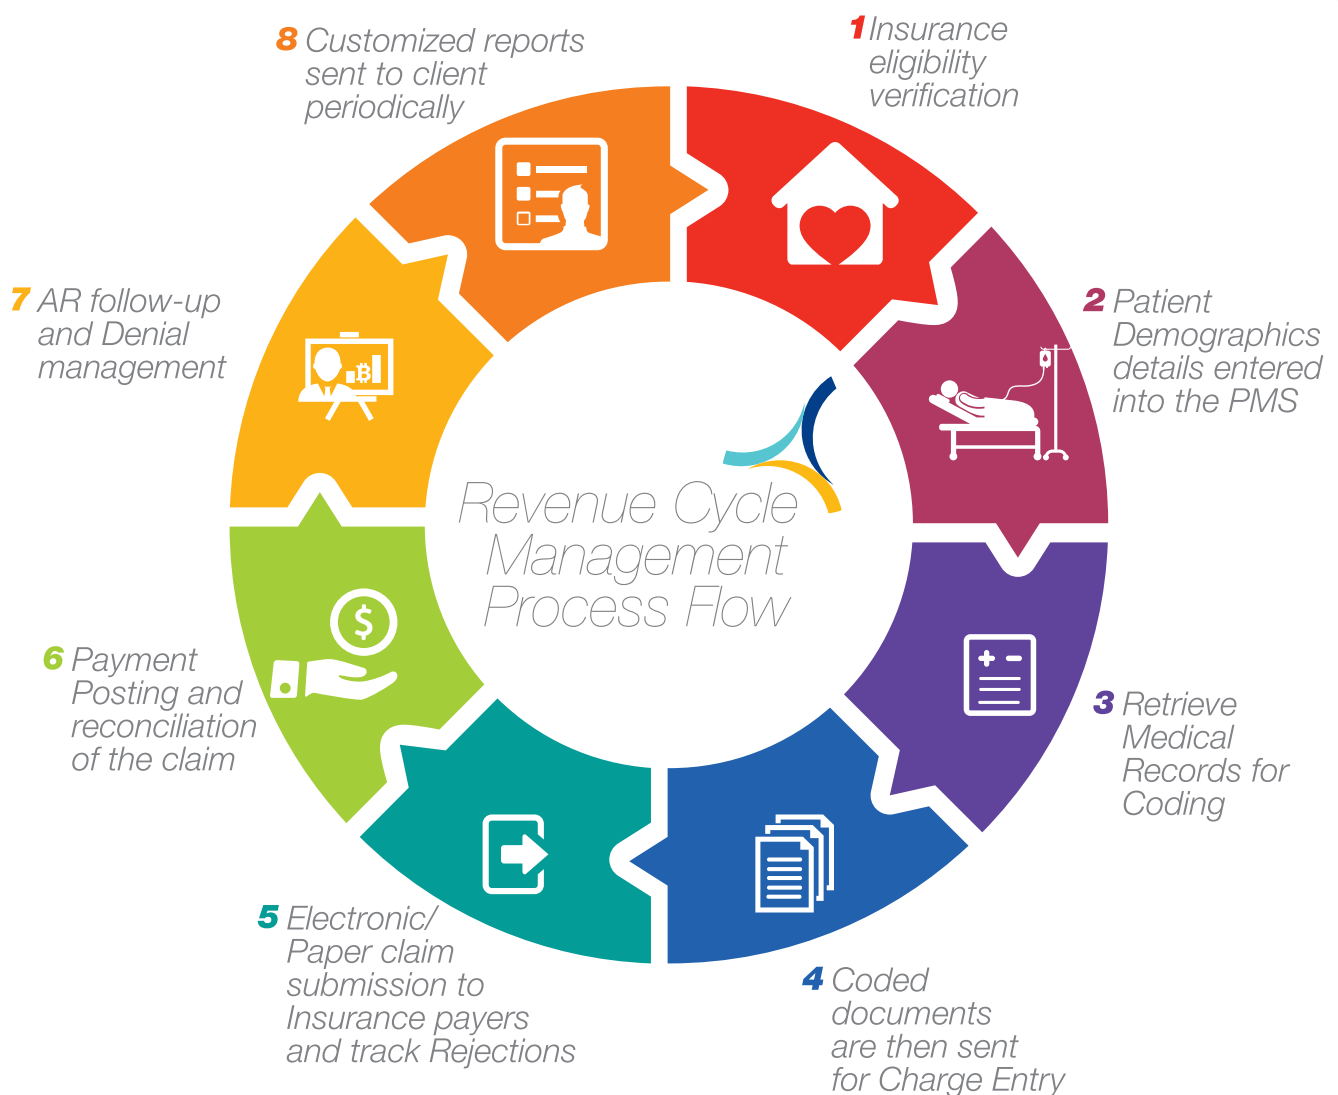 Revenue Cycle
Management
Process Flow
1 Insurance
eligibility
verification
2 Patient
Demographics
details entered
into the PMS
3 Retrieve
Medical
Records for
Coding
4 Coded
documents
are then sent
for Charge Entry
5 Electronic/
Paper claim
submission to
Insurance payers
and track Rejections
6 Payment
Posting and
reconciliation
of the claim
7 AR follow-up
and Denial
management
8 Customized reports
sent to client
periodically
$
₿